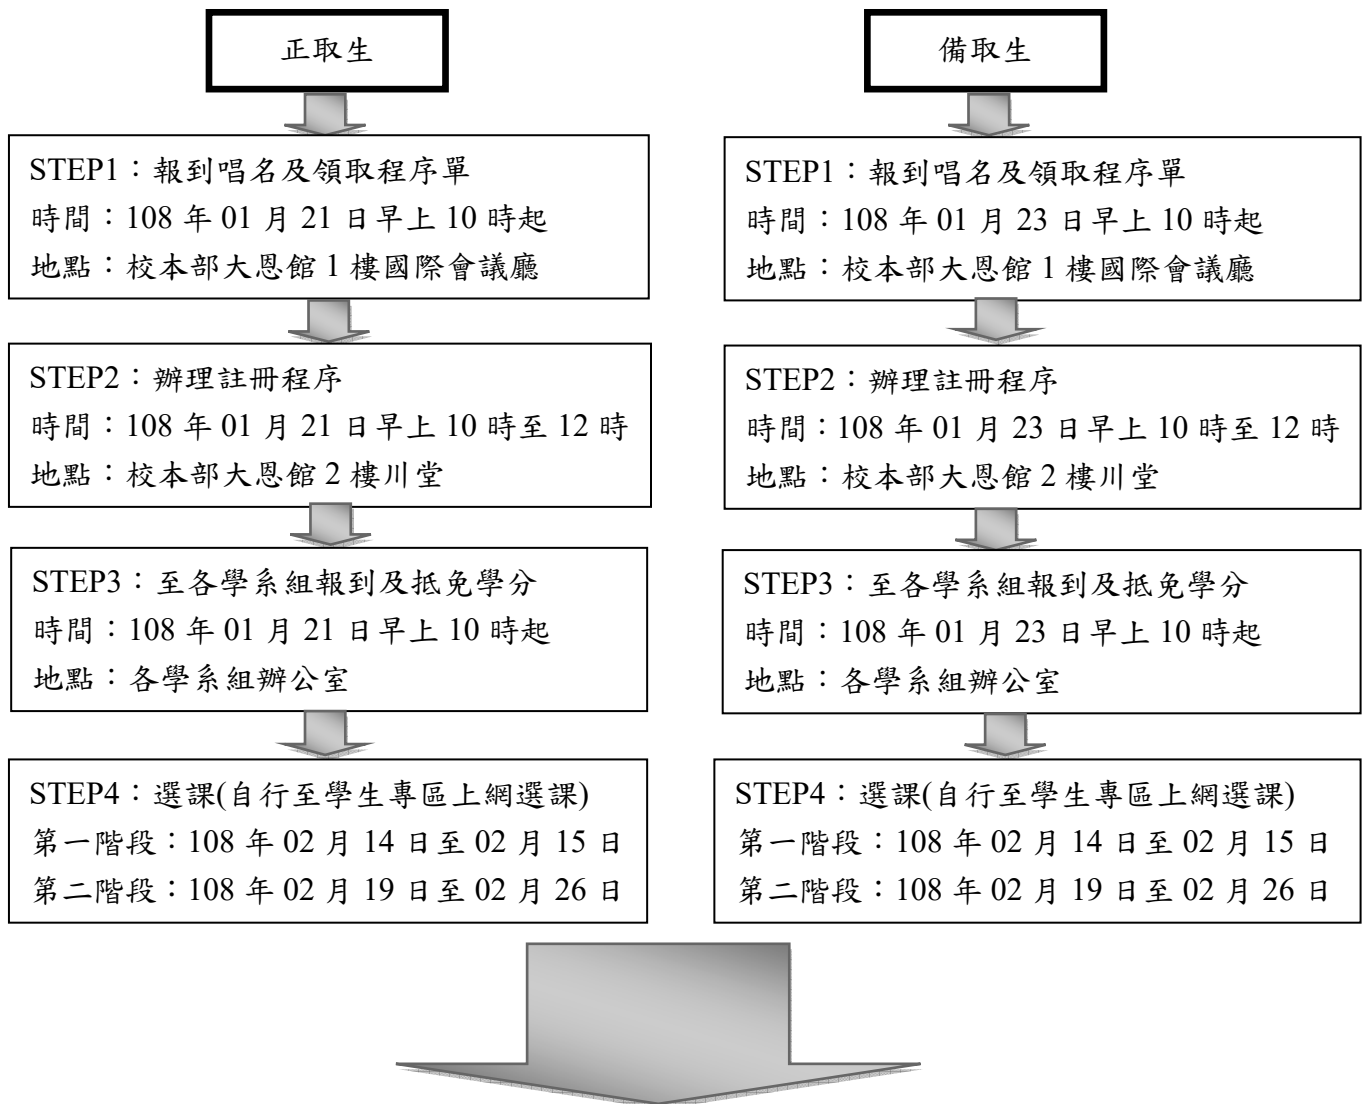 正取生
STEP1：報到唱名及領取程序單
時間：108 年 01 月 21 日早上 10 時起
地點：校本部大恩館 1 樓國際會議廳
STEP2：辦理註冊程序
時間：108 年 01 月 21 日早上 10 時至 12 時
地點：校本部大恩館 2 樓川堂
STEP3：至各學系組報到及抵免學分
時間：108 年 01 月 21 日早上 10 時起
地點：各學系組辦公室
STEP4：選課(自行至學生專區上網選課)
第一階段：108 年 02 月 14 日至 02 月 15 日
第二階段：108 年 02 月 19 日至 02 月 26 日
備取生
STEP1：報到唱名及領取程序單
時間：108 年 01 月 23 日早上 10 時起
地點：校本部大恩館 1 樓國際會議廳
STEP2：辦理註冊程序
時間：108 年 01 月 23 日早上 10 時至 12 時
地點：校本部大恩館 2 樓川堂
STEP3：至各學系組報到及抵免學分
時間：108 年 01 月 23 日早上 10 時起
地點：各學系組辦公室
STEP4：選課(自行至學生專區上網選課)
第一階段：108 年 02 月 14 日至 02 月 15 日
第二階段：108 年 02 月 19 日至 02 月 26 日